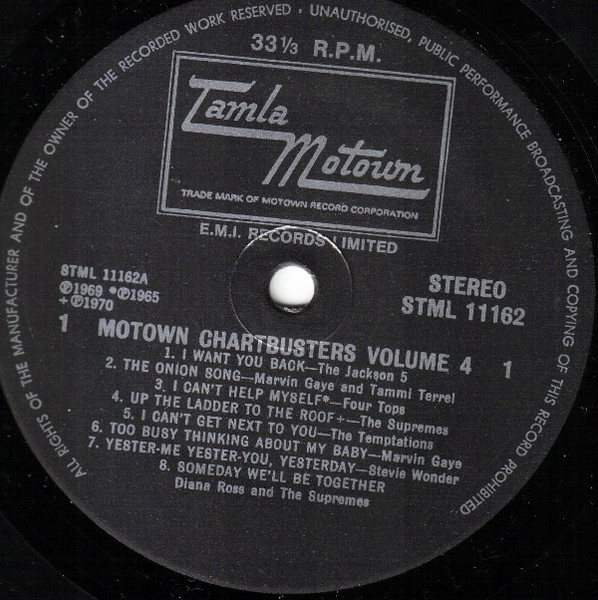 ALL RIGHTS OF THE MANUFACTURER AND OF THE OWNER OF THE RECORDED WORK RESERVED • UNAUTHORISED, PUBLIC PERFORMANCE BROADCASTING AND COPYING OF THIS RECORD PROHIBITED.
33⅓ R.P.M.
Tamla
Motown
TRADE MARK OF MOTOWN RECORD CORPORATION
E.M.I. RECORDS LIMITED
STML 11162A
℗1969 *℗1965
+℗1970
STEREO
STML 11162
1 MOTOWN CHARTBUSTERS VOLUME 4 1
1. I WANT YOU BACK—The Jackson 5
2. THE ONION SONG—Marvin Gaye and Tammi Terrel
3. I CAN'T HELP MYSELF*—Four Tops
4. UP THE LADDER TO THE ROOF+—The Supremes
5. I CAN'T GET NEXT TO YOU—The Temptations
6. TOO BUSY THINKING ABOUT MY BABY—Marvin Gaye
7. YESTER-ME YESTER-YOU, YESTERDAY—Stevie Wonder
8. SOMEDAY WE'LL BE TOGETHER
Diana Ross and The Supremes